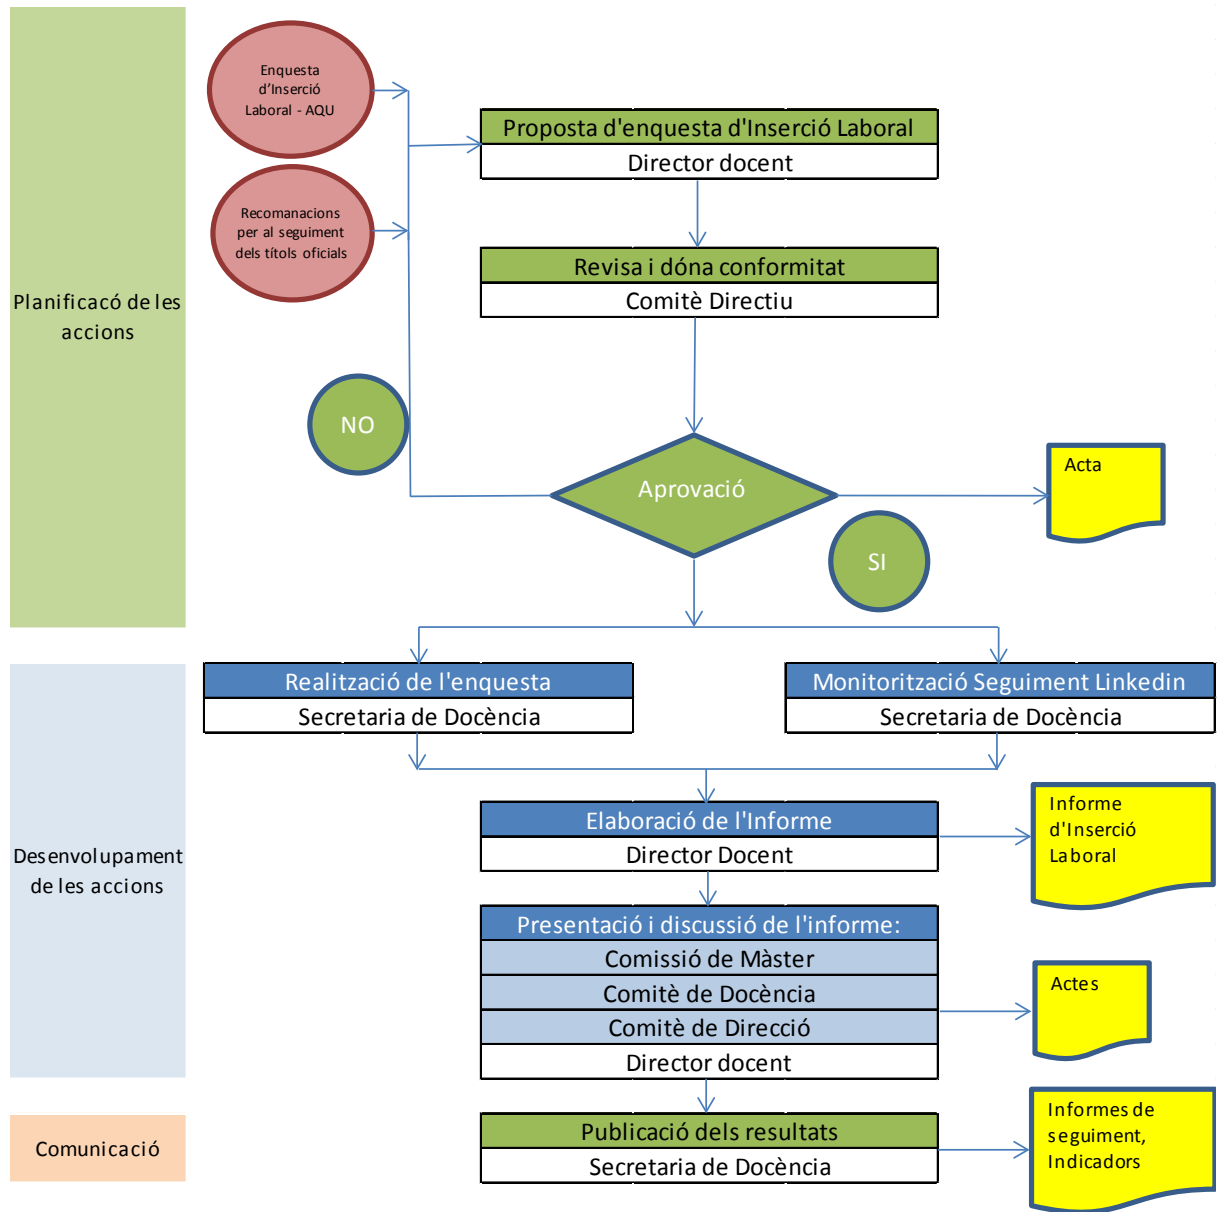 Enquesta
d’Inserció
Laboral - AQU
Proposta d'enquesta d'Inserció Laboral
Director docent
Recomanacions
per al seguiment
dels títols oficials
Revisa i dóna conformitat
Comitè Directiu
Planificacó de les
accions
NO
Aprovació
Acta
SI
Realització de l'enquesta
Secretaria de Docència
Monitorització Seguiment Linkedin
Secretaria de Docència
Desenvolupament
de les accions
Elaboració de l'Informe
Director Docent
Informe
d'Inserció
Laboral
Presentació i discussió de l'informe:
Comissió de Màster
Comitè de Docència
Comitè de Direcció
Director docent
Actes
Comunicació
Publicació dels resultats
Secretaria de Docència
Informes de
seguiment,
Indicadors